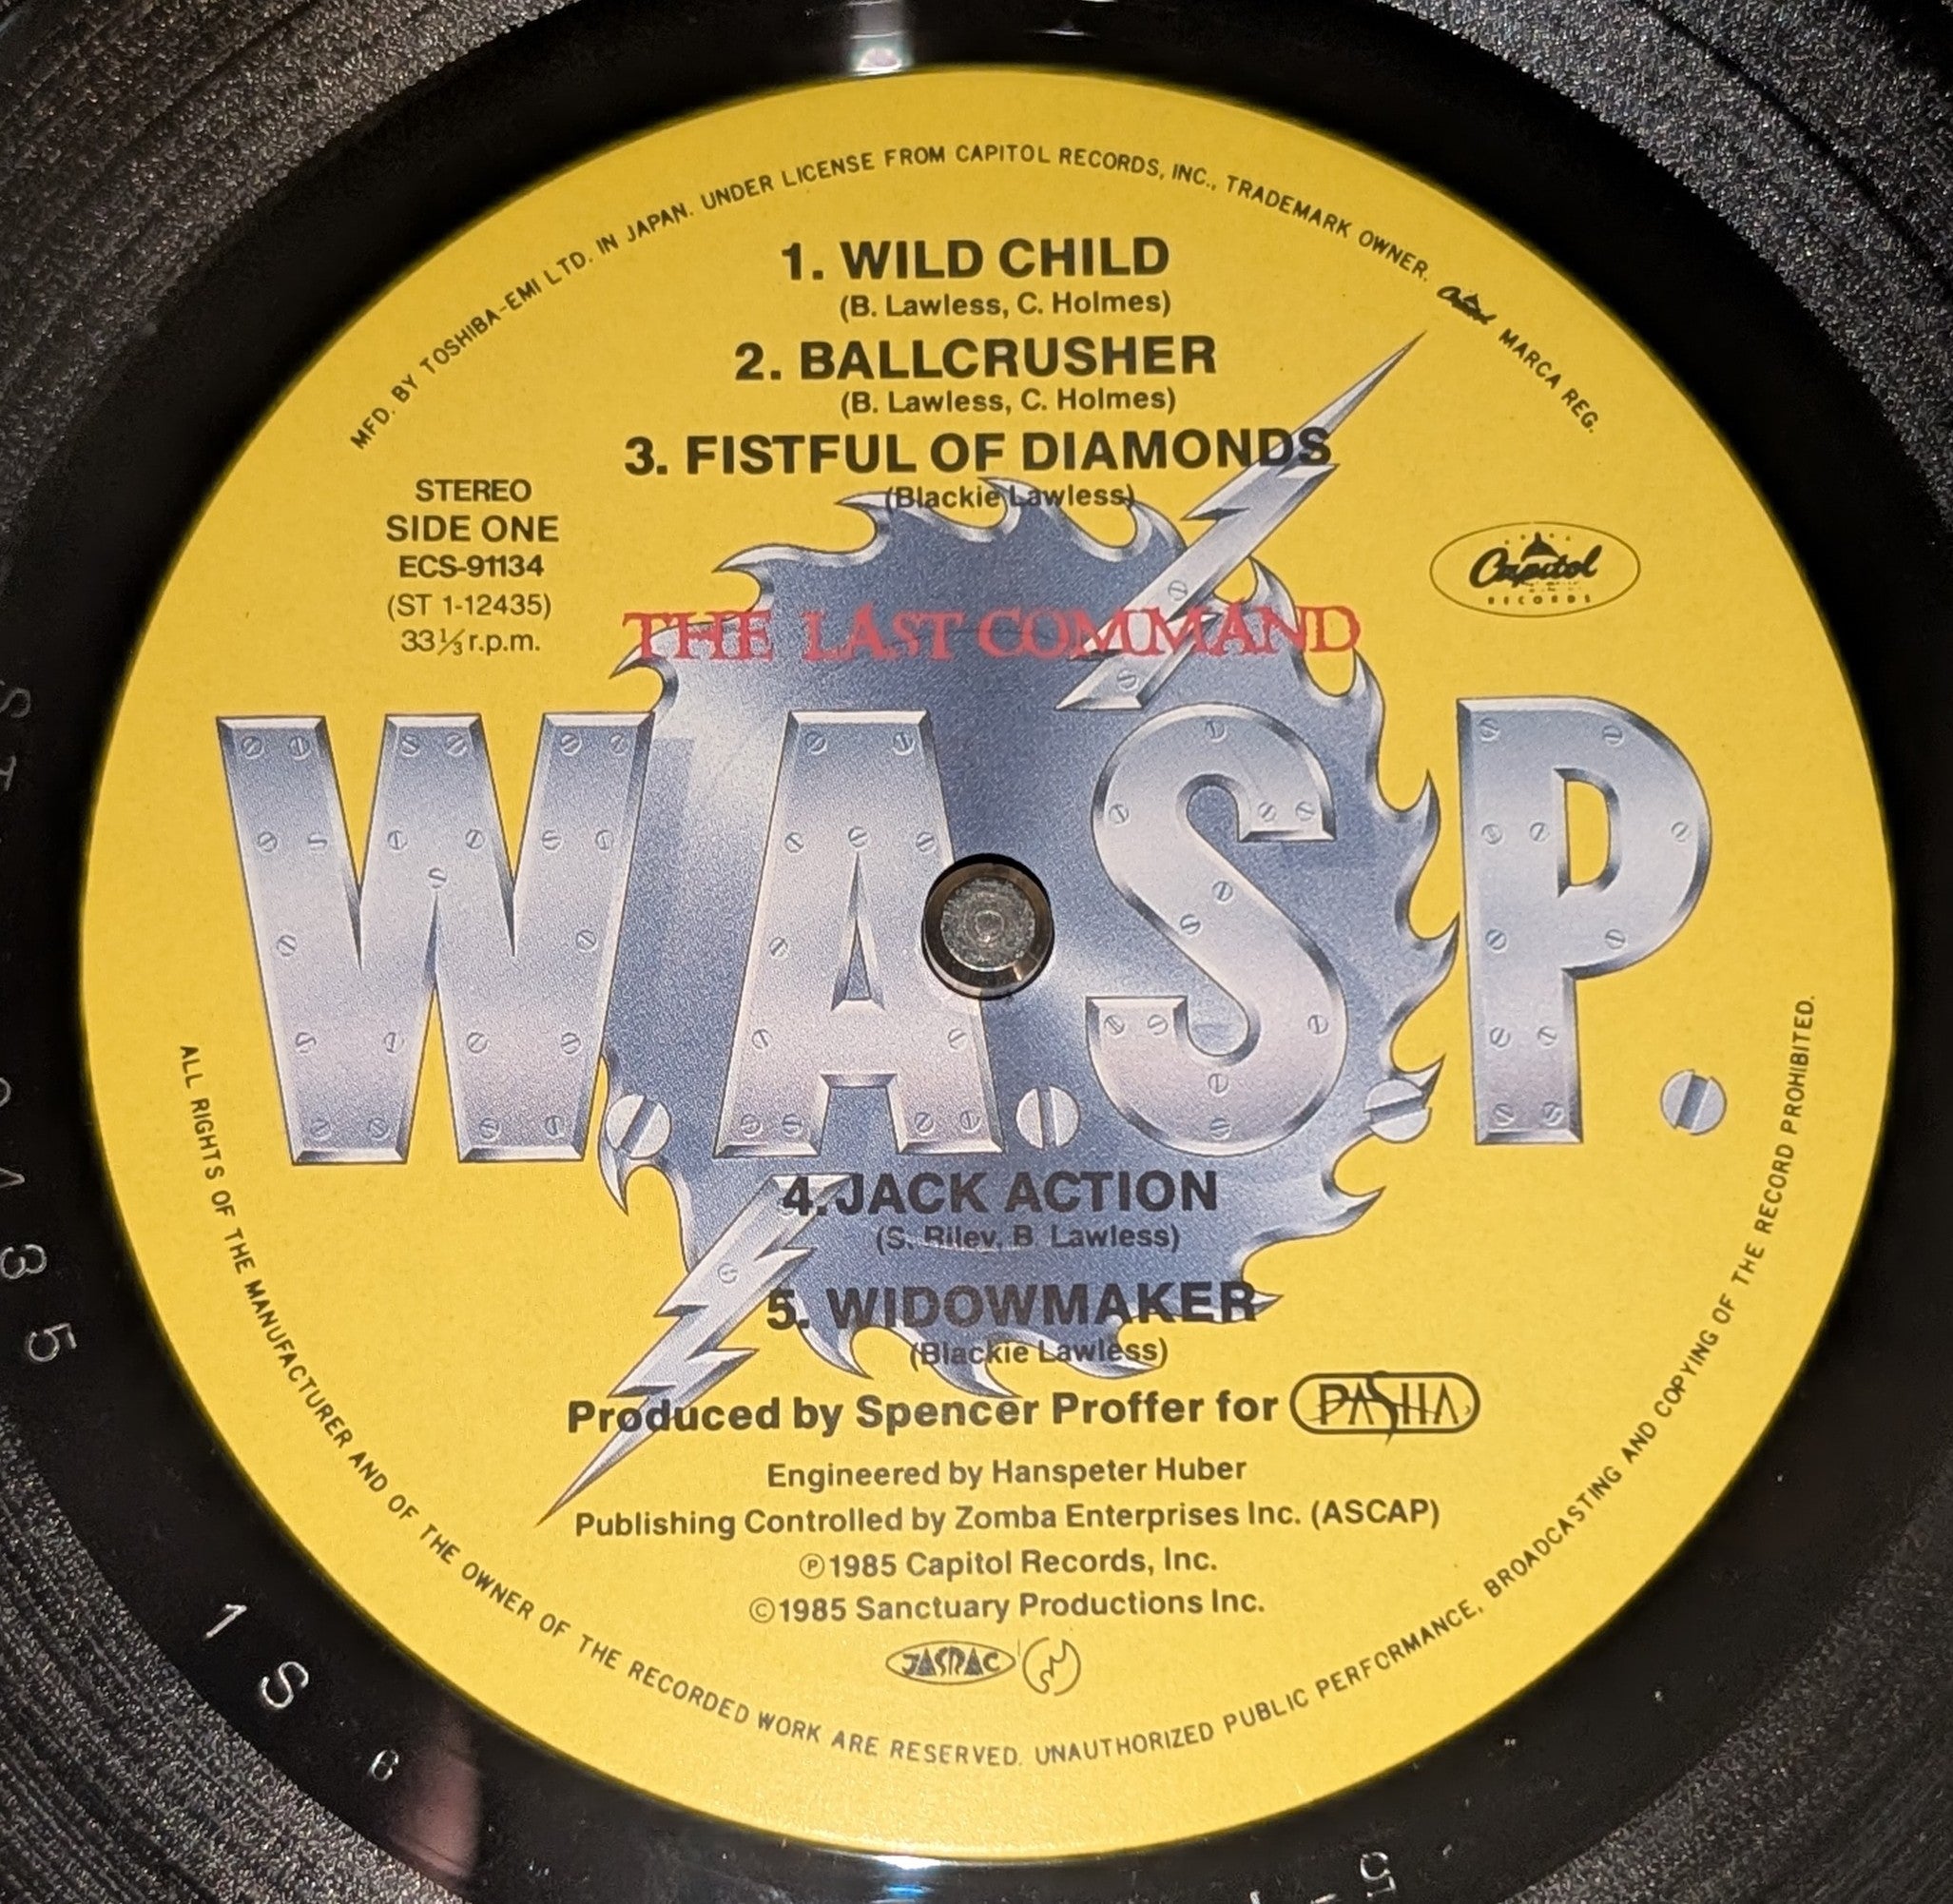 MFD. BY TOSHIBA-EMI LTD. IN JAPAN. UNDER LICENSE FROM CAPITOL RECORDS, INC., TRADEMARK OWNER. Capitol MARCA REG.
1. WILD CHILD
(B. Lawless, C. Holmes)
2. BALLCRUSHER
(B. Lawless, C. Holmes)
3. FISTFUL OF DIAMONDS
(Blackie Lawless)
STEREO
SIDE ONE
ECS-91134
(ST 1-12435)
33⅓ r.p.m.
Capitol
RECORDS
THE LAST COMMAND
W.A.S.P.
4. JACK ACTION
(S. Riley, B. Lawless)
5. WIDOWMAKER
(Blackie Lawless)
Produced by Spencer Proffer for PASHA
Engineered by Hanspeter Huber
Publishing Controlled by Zomba Enterprises Inc. (ASCAP)
Ⓟ1985 Capitol Records, Inc.
©1985 Sanctuary Productions Inc.
JASRAC
ALL RIGHTS OF THE MANUFACTURER AND OF THE OWNER OF THE RECORDED WORK ARE RESERVED. UNAUTHORIZED PUBLIC PERFORMANCE, BROADCASTING AND COPYING OF THE RECORD PROHIBITED.
1S